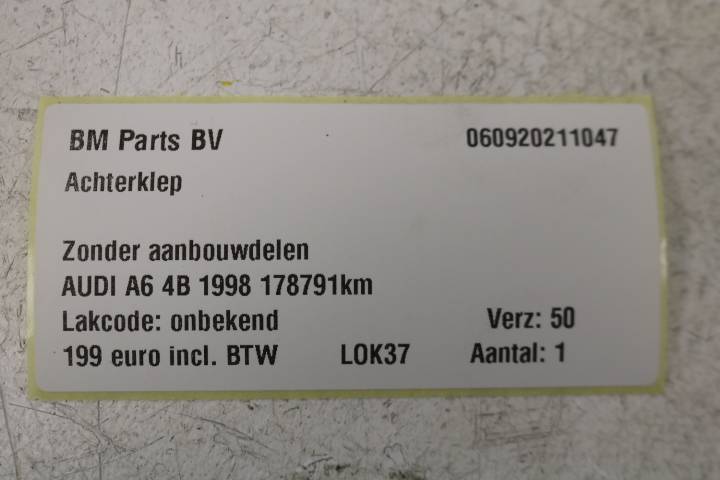 BM Parts BV 060920211047
Achterklep
Zonder aanbouwdelen
AUDI A6 4B 1998 178791km
Lakcode: onbekend Verz: 50
199 euro incl. BTW LOK37 Aantal: 1